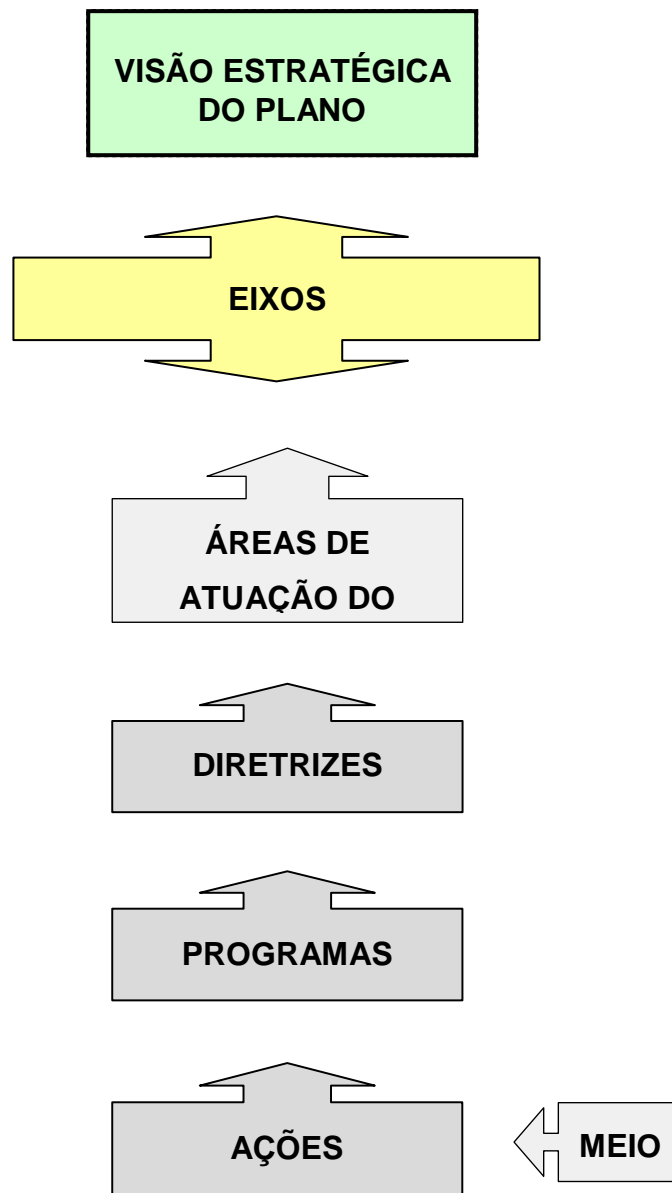 VISÃO ESTRATÉGICA
DO PLANO
EIXOS
ÁREAS DE
ATUAÇÃO DO
DIRETRIZES
PROGRAMAS
AÇÕES
MEIO